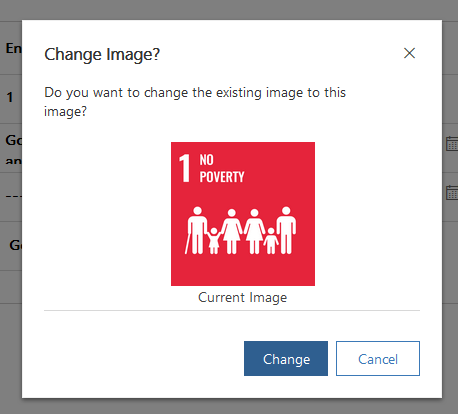 Change Image?
Do you want to change the existing image to this
image?
1 NO
POVERTY
Current Image
Change
Cancel
1
---